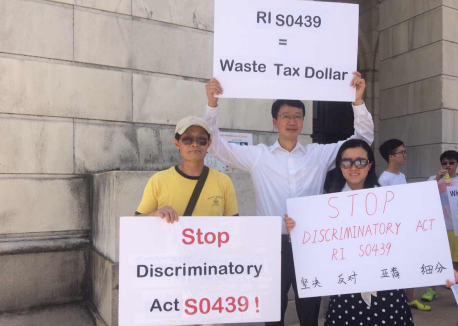 RI S0439
=
Waste Tax Dollar
Stop
Discriminatory
Act S0439 !
STOP
DISCRIMINATORY ACT
RI S0439
坚决 反对 亚裔 细分